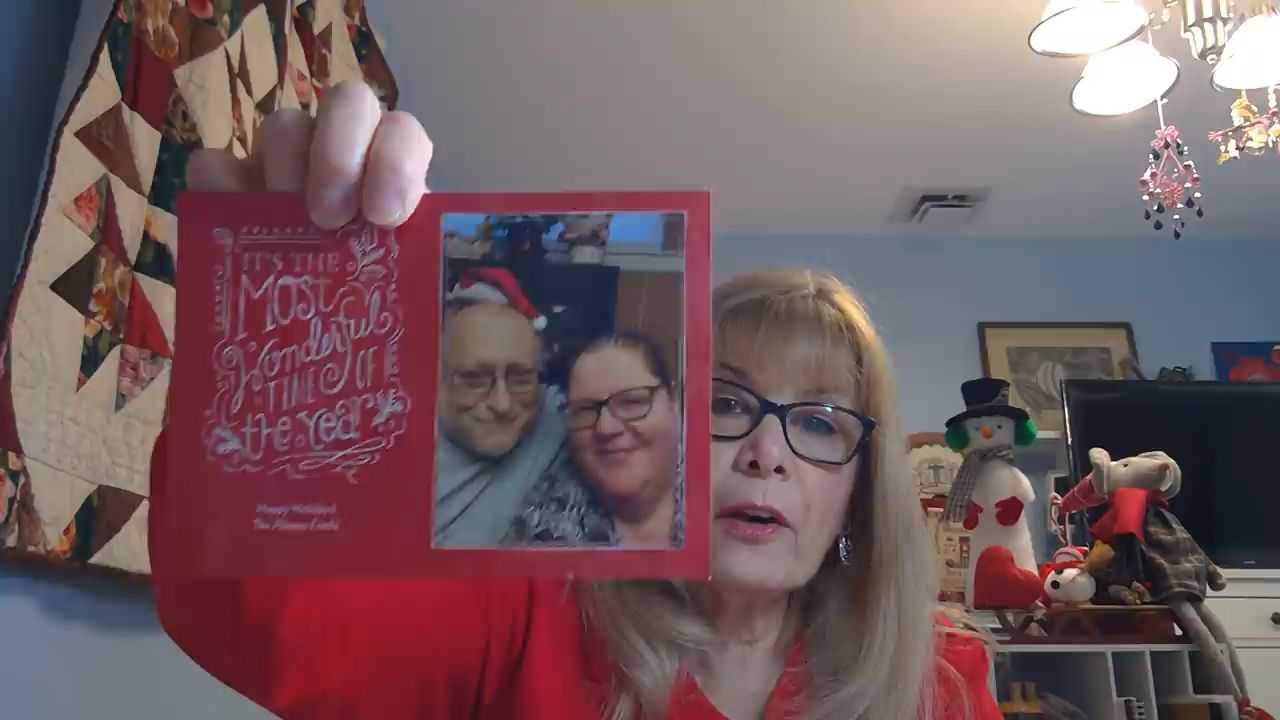 IT'S THE
MOST
Wonderful
TIME OF
the Year
Happy Holidays!